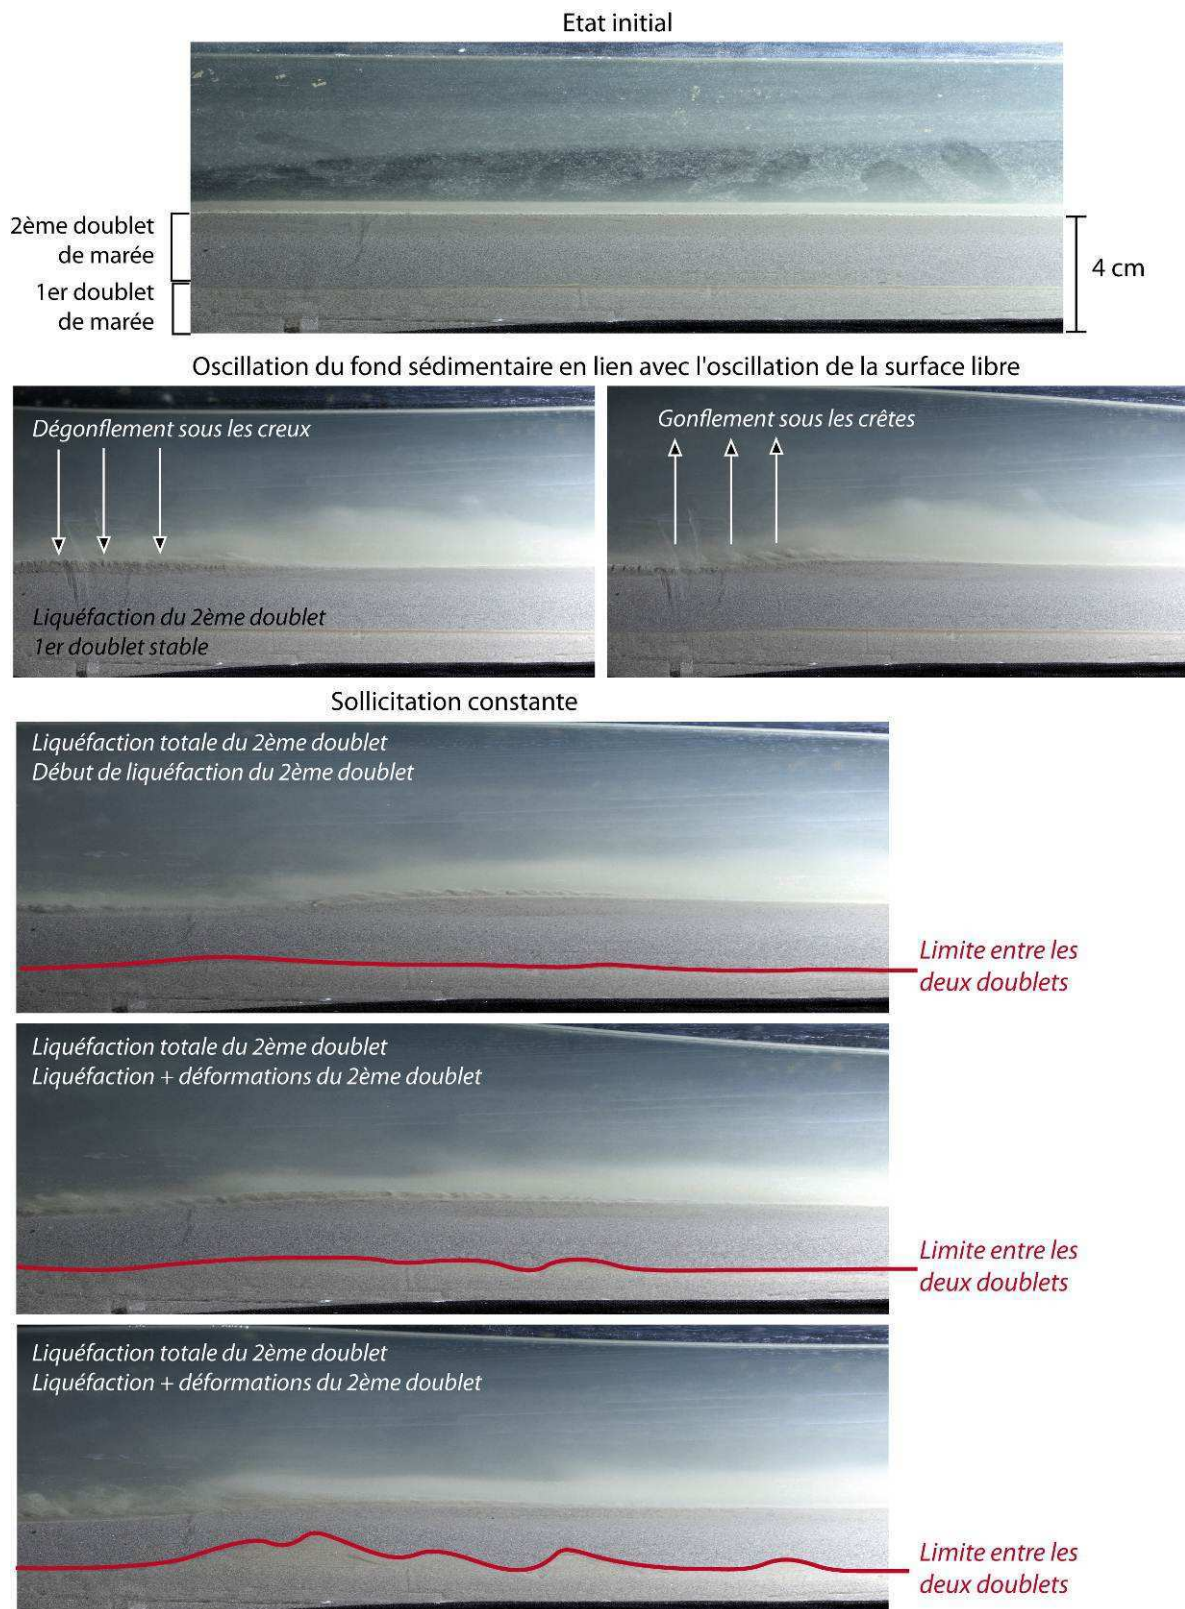 Etat initial
2ème doublet
de marée
1er doublet
de marée
4 cm
Oscillation du fond sédimentaire en lien avec l'oscillation de la surface libre
Dégonflement sous les creux
Liquéfaction du 2ème doublet
1er doublet stable
Gonflement sous les crêtes
Sollicitation constante
Liquéfaction totale du 2ème doublet
Début de liquéfaction du 2ème doublet
Limite entre les
deux doublets
Liquéfaction totale du 2ème doublet
Liquéfaction + déformations du 2ème doublet
Limite entre les
deux doublets
Liquéfaction totale du 2ème doublet
Liquéfaction + déformations du 2ème doublet
Limite entre les
deux doublets